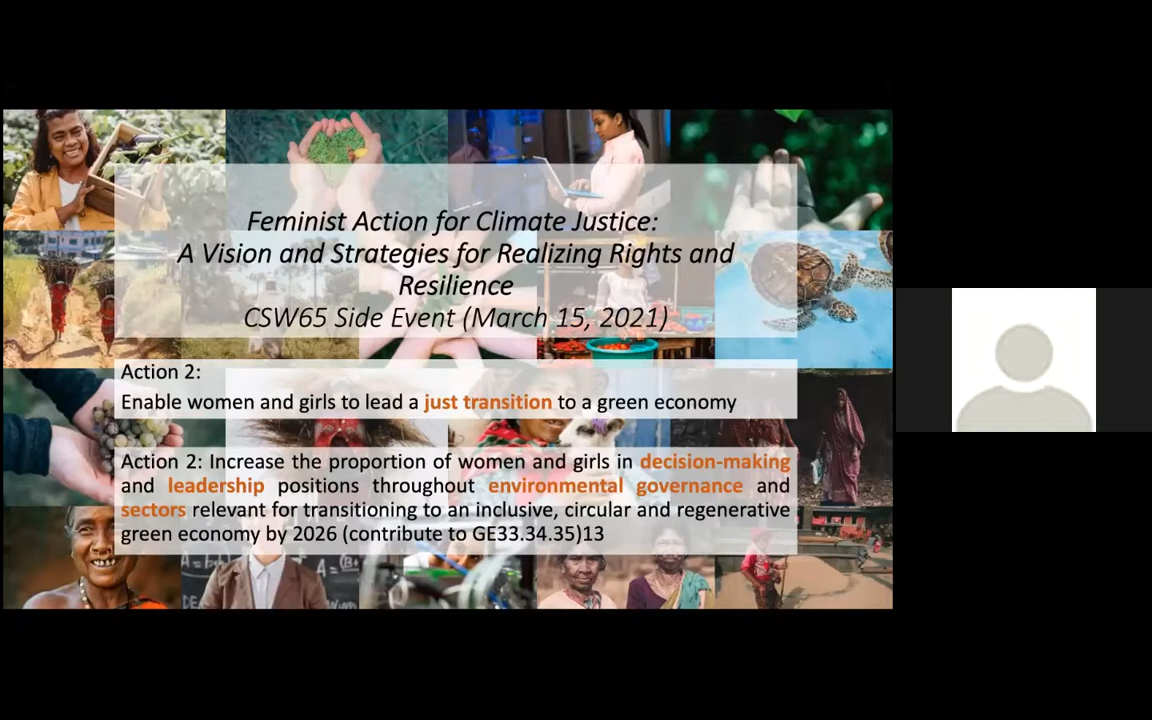 Feminist Action for Climate Justice:
A Vision and Strategies for Realizing Rights and
Resilience
CSW65 Side Event (March 15, 2021)
Action 2:
Enable women and girls to lead a just transition to a green economy
Action 2: Increase the proportion of women and girls in decision-making
and leadership positions throughout environmental governance and
sectors relevant for transitioning to an inclusive, circular and regenerative
green economy by 2026 (contribute to GE33.34.35)13